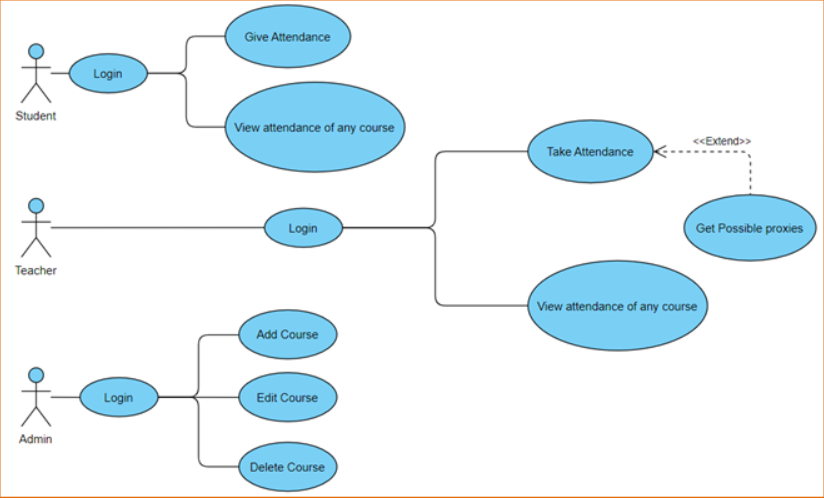 Give Attendance
Login
Student
View attendance of any course
Take Attendance
<<Extend>>
Login
Get Possible proxies
Teacher
View attendance of any course
Add Course
Login
Edit Course
Admin
Delete Course